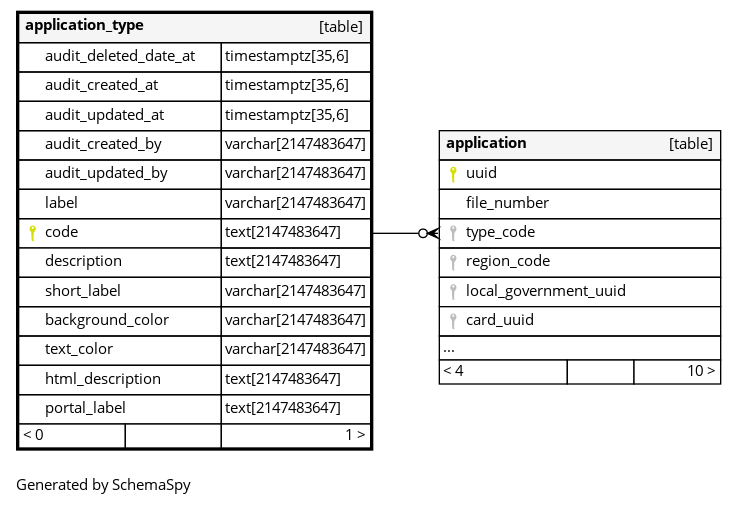 application_type [table]
audit_deleted_date_at timestamptz[35,6]
audit_created_at timestamptz[35,6]
audit_updated_at timestamptz[35,6]
audit_created_by varchar[2147483647]
audit_updated_by varchar[2147483647]
label varchar[2147483647]
code text[2147483647]
description text[2147483647]
short_label varchar[2147483647]
background_color varchar[2147483647]
text_color varchar[2147483647]
html_description text[2147483647]
portal_label text[2147483647]
< 0 1 >
application [table]
uuid
file_number
type_code
region_code
local_government_uuid
card_uuid
...
< 4 10 >
Generated by SchemaSpy